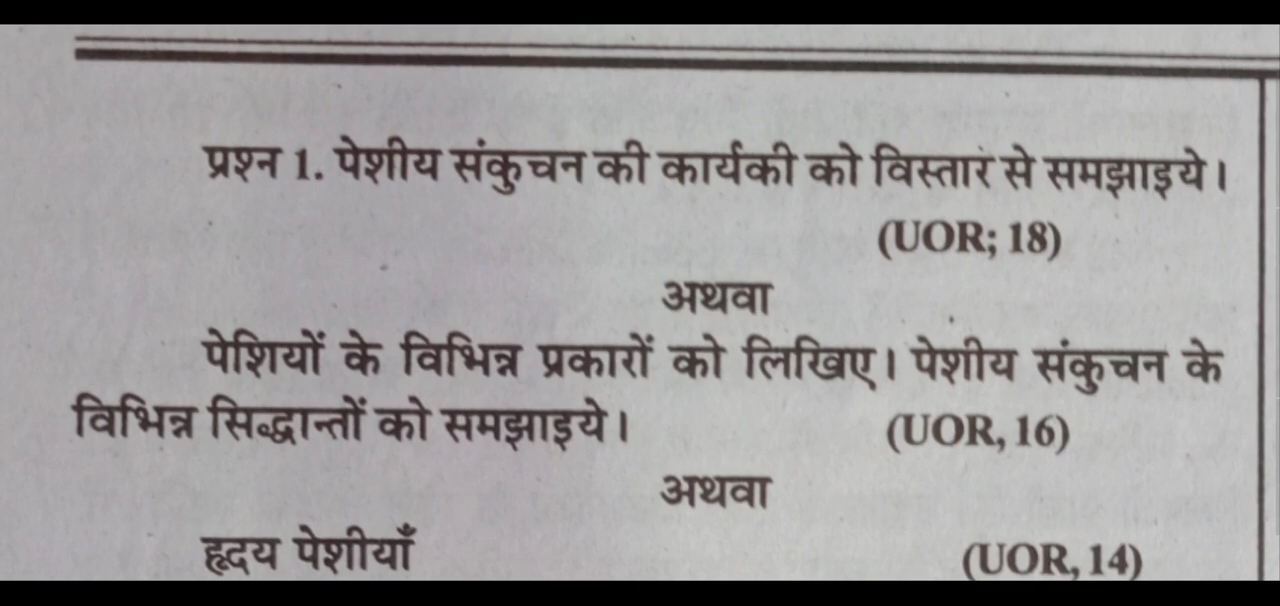 प्रश्न 1. पेशीय संकुचन की कार्यकी को विस्तार से समझाइये।
(UOR; 18)
अथवा
पेशियों के विभिन्न प्रकारों को लिखिए। पेशीय संकुचन के
विभिन्न सिद्धान्तों को समझाइये।	(UOR, 16)
अथवा
हृदय पेशीयाँ	(UOR, 14)